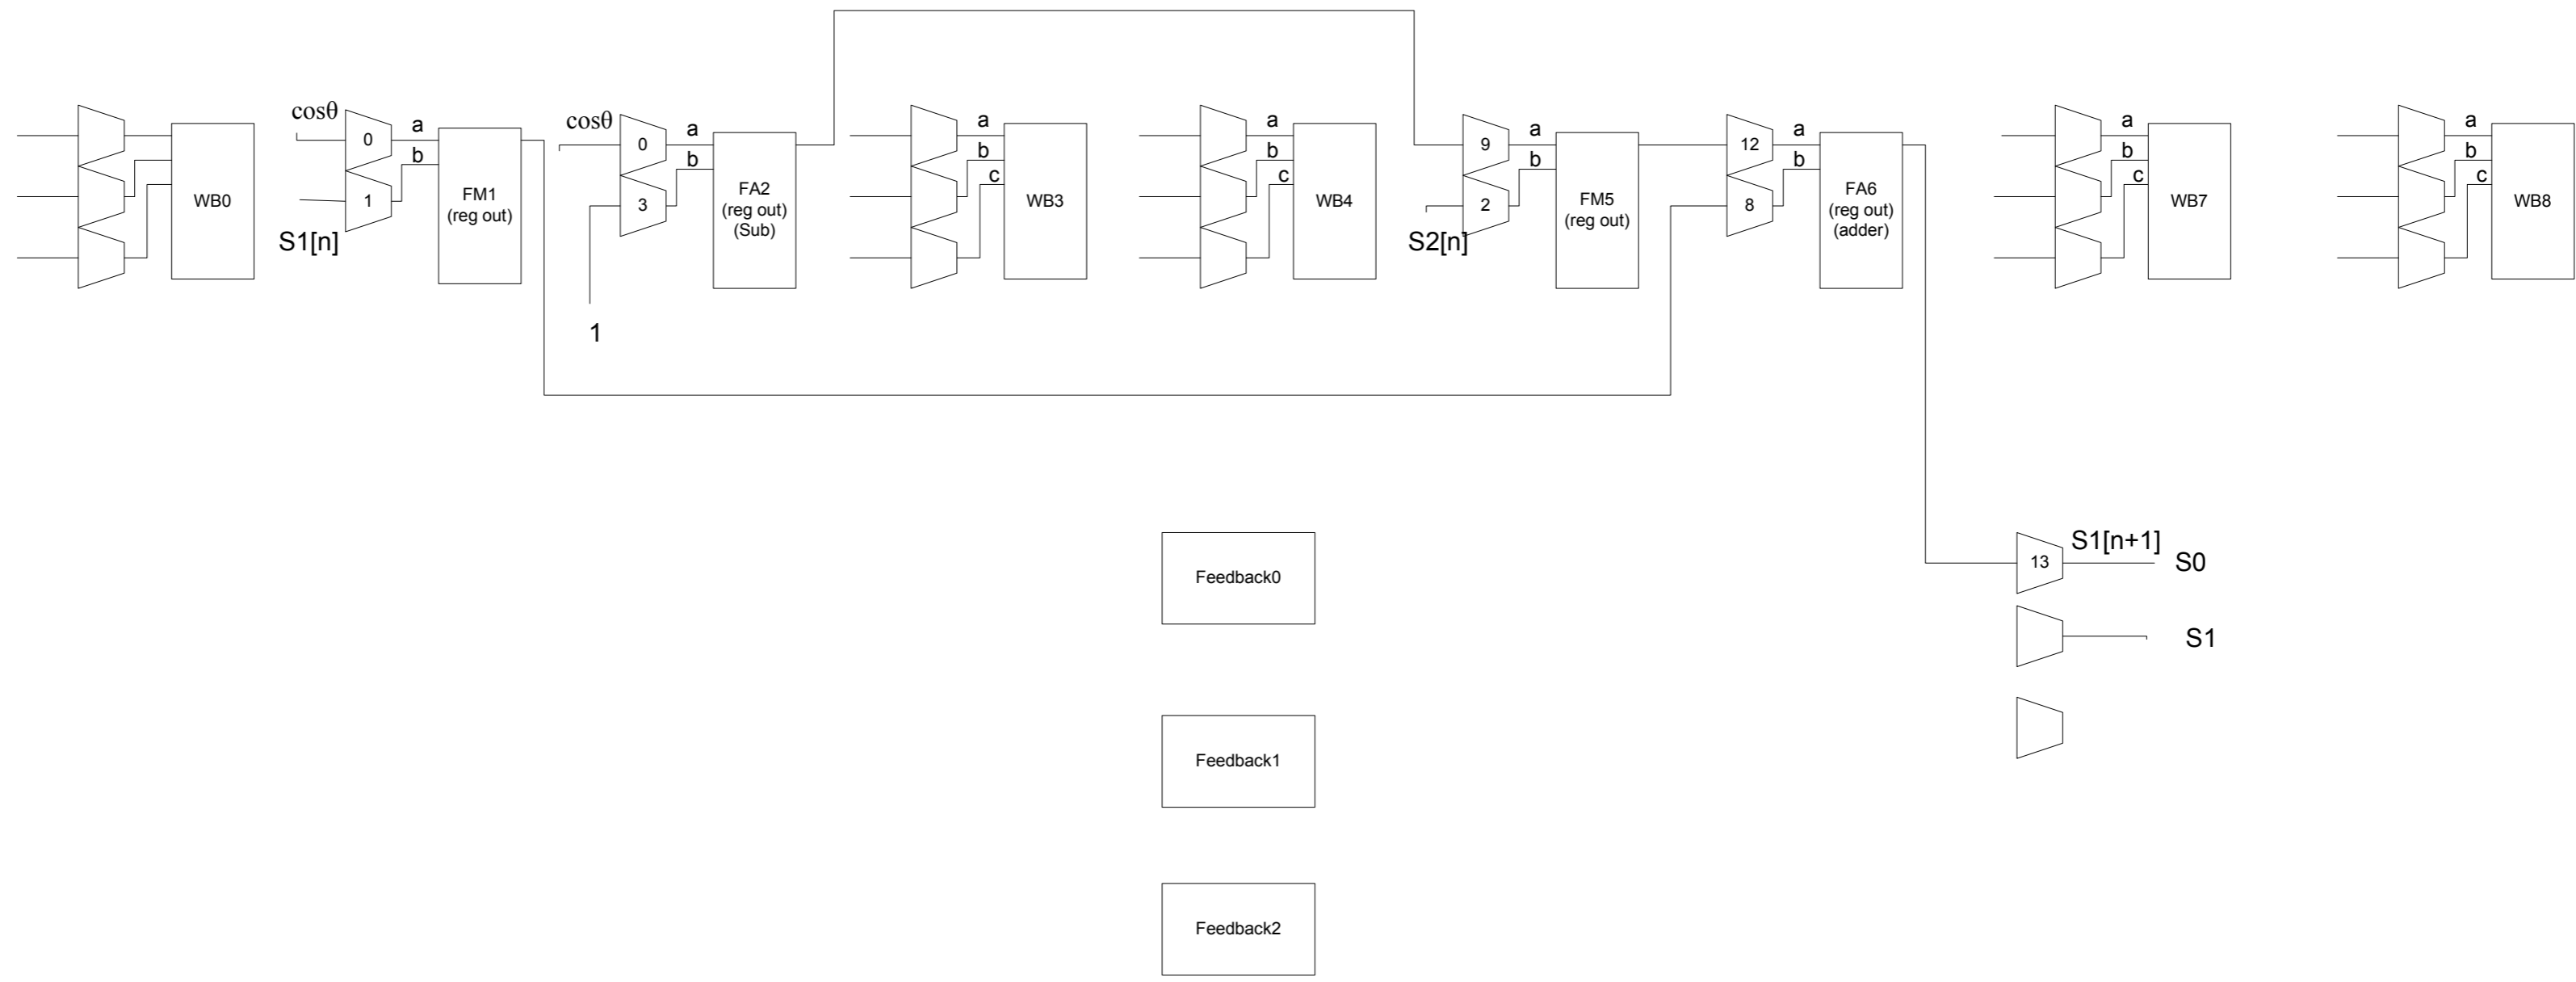 WB0
cosθ
0
a
1
b
S1[n]
FM1
(reg out)
cosθ
0
a
3
b
1
FA2
(reg out)
(Sub)
a
b
c
WB3
a
b
c
WB4
9
a
2
b
S2[n]
FM5
(reg out)
12
a
8
b
FA6
(reg out)
(adder)
a
b
c
WB7
a
b
c
WB8
Feedback0
13
S1[n+1]
S0
S1
Feedback1
Feedback2